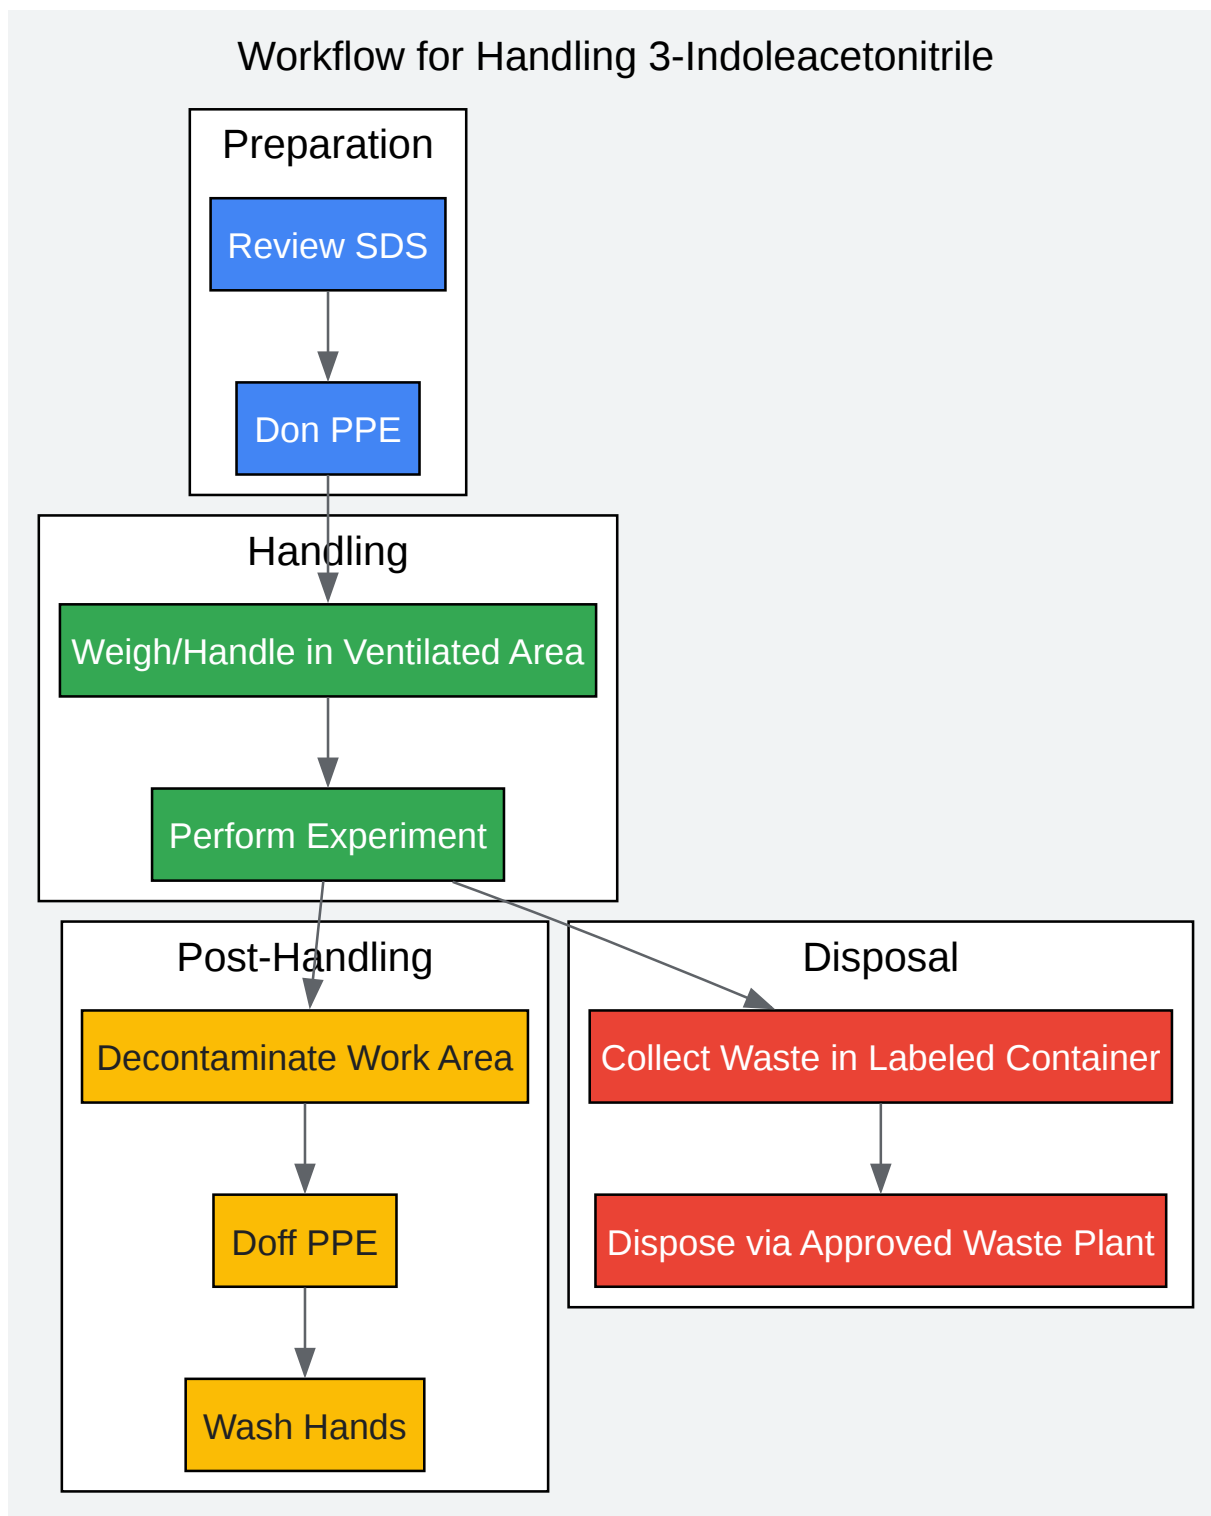 Workflow for Handling 3-Indoleacetonitrile
Preparation
Review SDS
Don PPE
Handling
Weigh/Handle in Ventilated Area
Perform Experiment
Post-Handling
Decontaminate Work Area
Doff PPE
Wash Hands
Disposal
Collect Waste in Labeled Container
Dispose via Approved Waste Plant